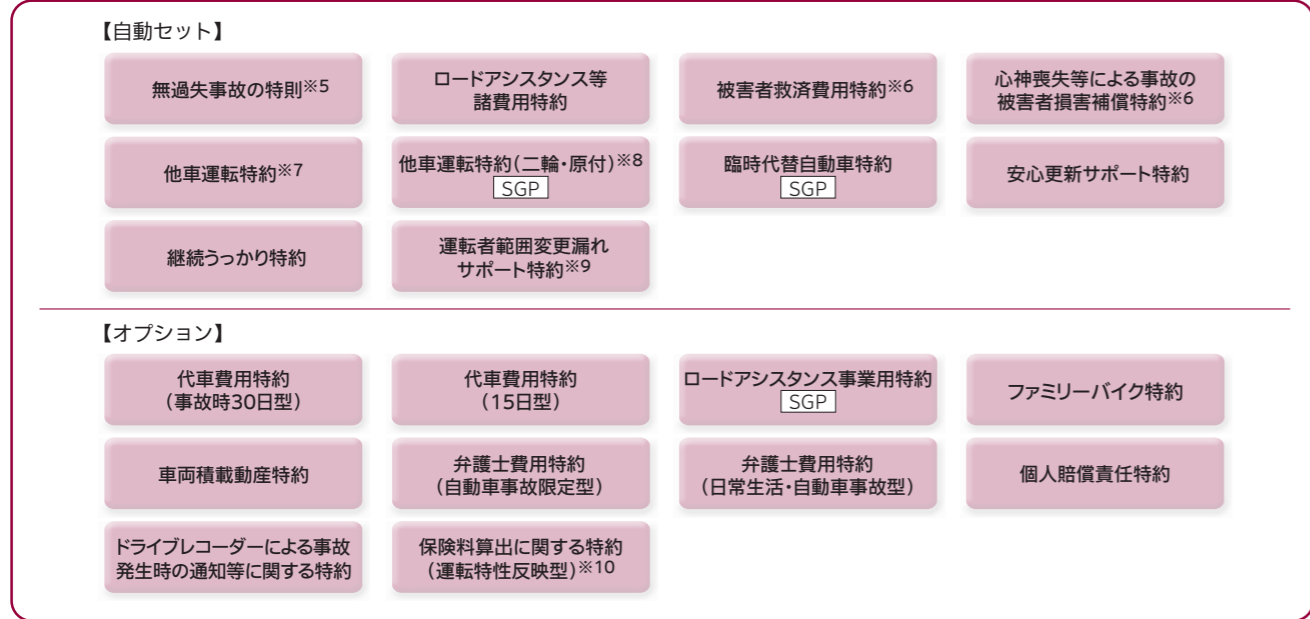 【自動セット】
無過失事故の特則※5
ロードアシスタンス等
諸費用特約
被害者救済費用特約※6
心神喪失等による事故の
被害者損害補償特約※6
他車運転特約※7
他車運転特約(二輪・原付)※8
SGP
臨時代替自動車特約
SGP
安心更新サポート特約
継続うっかり特約
運転者範囲変更漏れ
サポート特約※9
【オプション】
代車費用特約
(事故時30日型)
代車費用特約
(15日型)
ロードアシスタンス事業用特約
SGP
ファミリーバイク特約
車両積載動産特約
弁護士費用特約
(自動車事故限定型)
弁護士費用特約
(日常生活・自動車事故型)
個人賠償責任特約
ドライブレコーダーによる事故
発生時の通知等に関する特約
保険料算出に関する特約
(運転特性反映型)※10